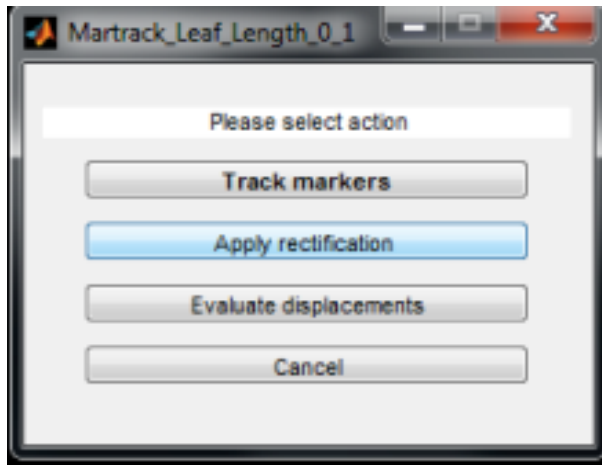 Martrack_Leaf_Length_0_1
Please select action
Track markers
Apply rectification
Evaluate displacements
Cancel